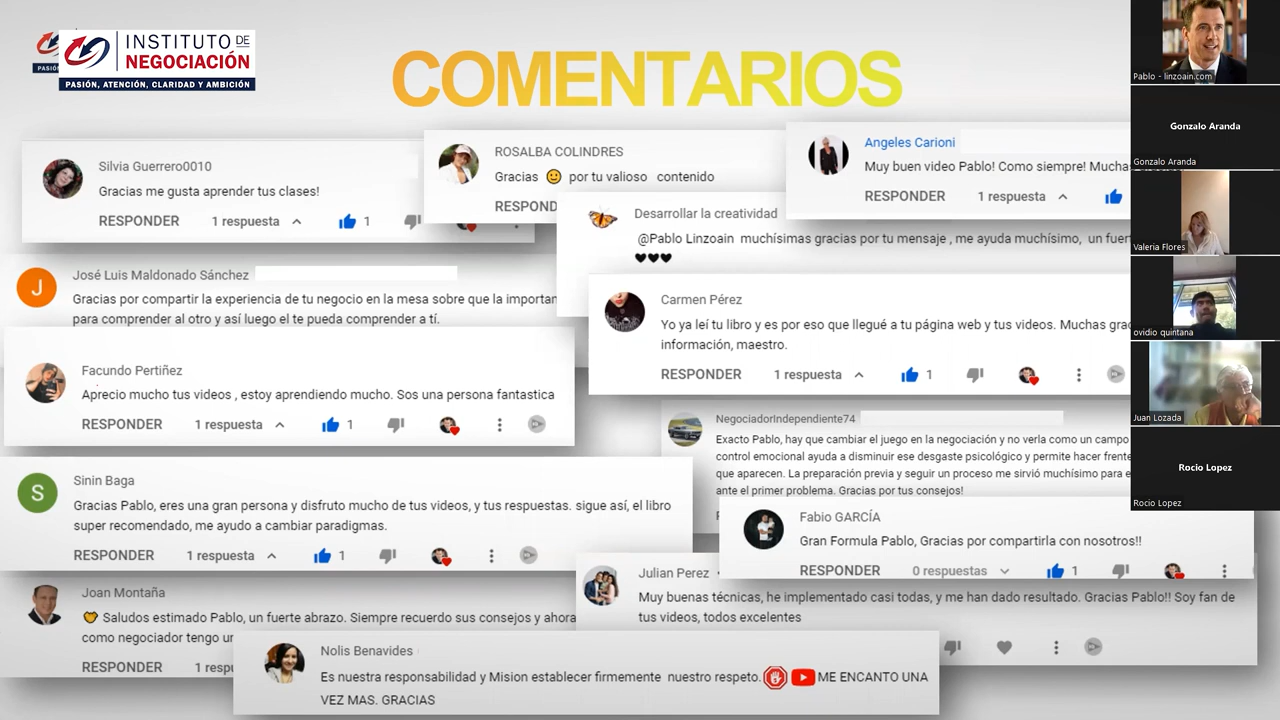 PASIÓ
INSTITUTO DE
NEGOCIACIÓN
PASIÓN, ATENCIÓN, CLARIDAD Y AMBICIÓN
COMENTARIOS
Silvia Guerrero0010
Gracias me gusta aprender tus clases!
RESPONDER 1 respuesta 1
ROSALBA COLINDRES
Gracias 🙂 por tu valioso contenido
RESPOND
Angeles Carioni
Muy buen video Pablo! Como siempre! Muchas
RESPONDER 1 respuesta
Desarrollar la creatividad
@Pablo Linzoain muchísimas gracias por tu mensaje , me ayuda muchísimo, un fuert
♥♥♥
J
José Luis Maldonado Sánchez
Gracias por compartir la experiencia de tu negocio en la mesa sobre que la importan
para comprender al otro y así luego el te pueda comprender a tí.
Carmen Pérez
Yo ya leí tu libro y es por eso que llegué a tu página web y tus videos. Muchas grac
información, maestro.
RESPONDER 1 respuesta 1
Facundo Pertiñez
Aprecio mucho tus videos , estoy aprendiendo mucho. Sos una persona fantastica
RESPONDER 1 respuesta 1
NegociadorIndependiente74
Exacto Pablo, hay que cambiar el juego en la negociación y no verla como un campo
control emocional ayuda a disminuir ese desgaste psicológico y permite hacer frente
que aparecen. La preparación previa y seguir un proceso me sirvió muchísimo para e
ante el primer problema. Gracias por tus consejos!
S
Sinin Baga
Gracias Pablo, eres una gran persona y disfruto mucho de tus videos, y tus respuestas. sigue así, el libro
super recomendado, me ayudo a cambiar paradigmas.
RESPONDER 1 respuesta 1
Fabio GARCÍA
Gran Formula Pablo, Gracias por compartirla con nosotros!!
RESPONDER 0 respuestas 1
Julian Perez
Muy buenas técnicas, he implementado casi todas, y me han dado resultado. Gracias Pablo!! Soy fan de
tus videos, todos excelentes
Joan Montaña
Saludos estimado Pablo, un fuerte abrazo. Siempre recuerdo sus consejos y ahora
como negociador tengo un
RESPONDER 1 resp
Nolis Benavides
Es nuestra responsabilidad y Mision establecer firmemente nuestro respeto. ME ENCANTO UNA
VEZ MAS. GRACIAS
Pablo - linzoain.com
Gonzalo Aranda
Gonzalo Aranda
Valeria Flores
ovidio quintana
Juan Lozada
Rocio Lopez
Rocio Lopez